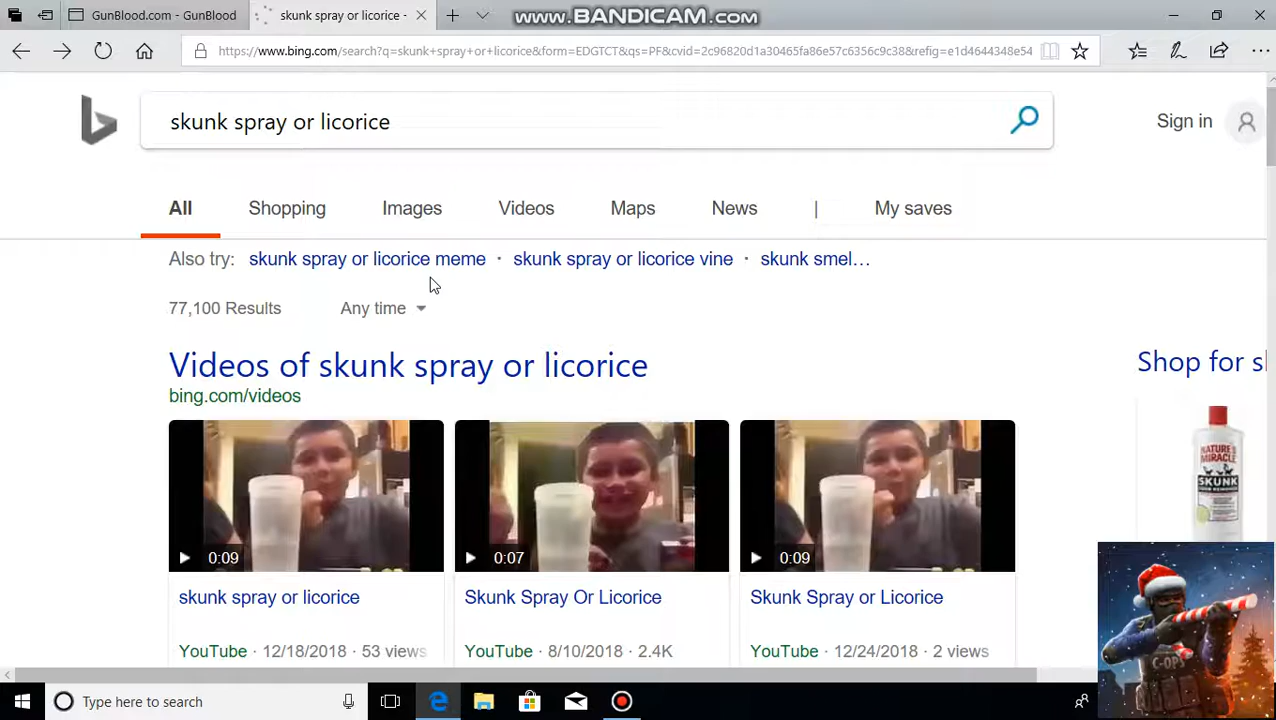 GunBlood.com - GunBlood
skunk spray or licorice -
www.BANDICAM.com
https://www.bing.com/search?q=skunk+spray+or+licorice&form=EDGTCT&qs=PF&cvid=2c96820d1a30465fa86e57c6356c9c38&refig=e1d4644348e54
skunk spray or licorice
Sign in
All Shopping Images Videos Maps News | My saves
Also try: skunk spray or licorice meme · skunk spray or licorice vine · skunk smel…
77,100 Results Any time
Videos of skunk spray or licorice
Shop for sl
bing.com/videos
NATURE'S
MIRACLE
SKUNK
0:09 0:07 0:09
skunk spray or licorice Skunk Spray Or Licorice Skunk Spray or Licorice
YouTube · 12/18/2018 · 53 views YouTube · 8/10/2018 · 2.4K YouTube · 12/24/2018 · 2 views
C-OPS
Type here to search